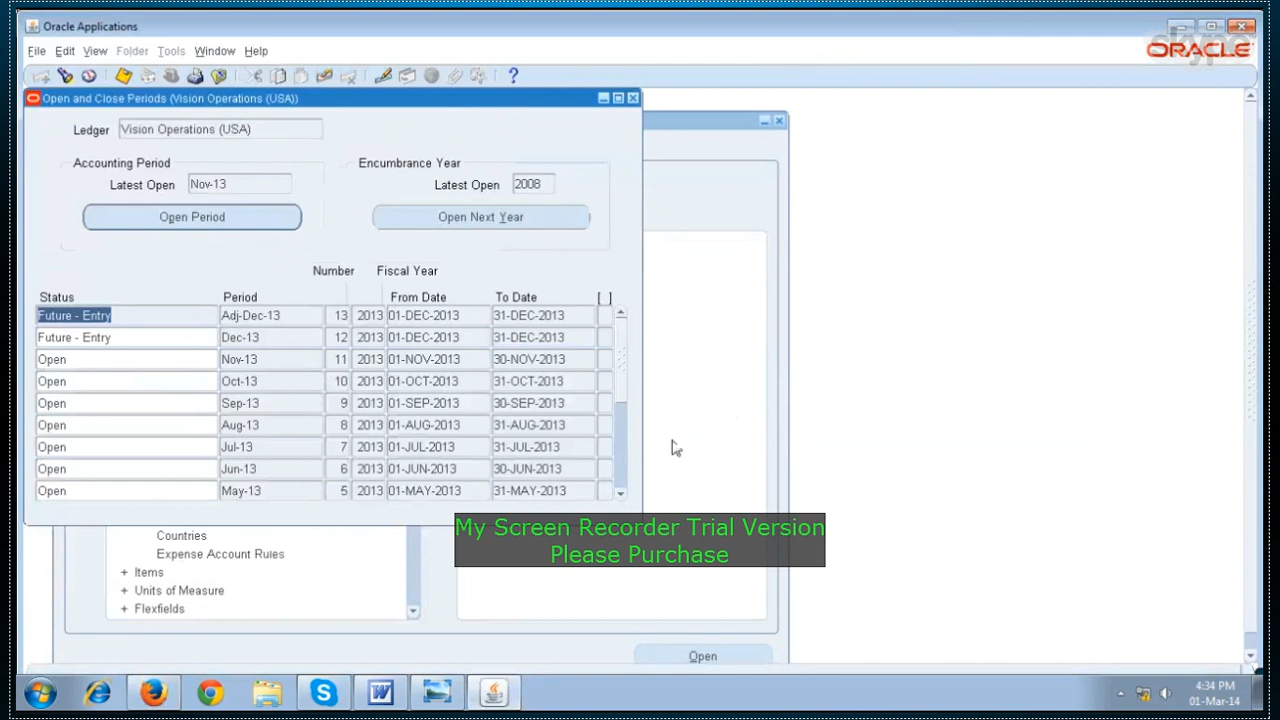 Oracle Applications
skype
File Edit View Folder Tools Window Help
ORACLE
?
Open and Close Periods (Vision Operations (USA))
Ledger Vision Operations (USA)
Accounting Period Encumbrance Year
Latest Open Nov-13 Latest Open 2008
Open Period Open Next Year
Number Fiscal Year
Status Period From Date To Date [ ]
Future - Entry Adj-Dec-13 13 2013 01-DEC-2013 31-DEC-2013
Future - Entry Dec-13 12 2013 01-DEC-2013 31-DEC-2013
Open Nov-13 11 2013 01-NOV-2013 30-NOV-2013
Open Oct-13 10 2013 01-OCT-2013 31-OCT-2013
Open Sep-13 9 2013 01-SEP-2013 30-SEP-2013
Open Aug-13 8 2013 01-AUG-2013 31-AUG-2013
Open Jul-13 7 2013 01-JUL-2013 31-JUL-2013
Open Jun-13 6 2013 01-JUN-2013 30-JUN-2013
Open May-13 5 2013 01-MAY-2013 31-MAY-2013
My Screen Recorder Trial Version
Please Purchase
Countries
Expense Account Rules
+ Items
+ Units of Measure
+ Flexfields
Open
4:34 PM
01-Mar-14